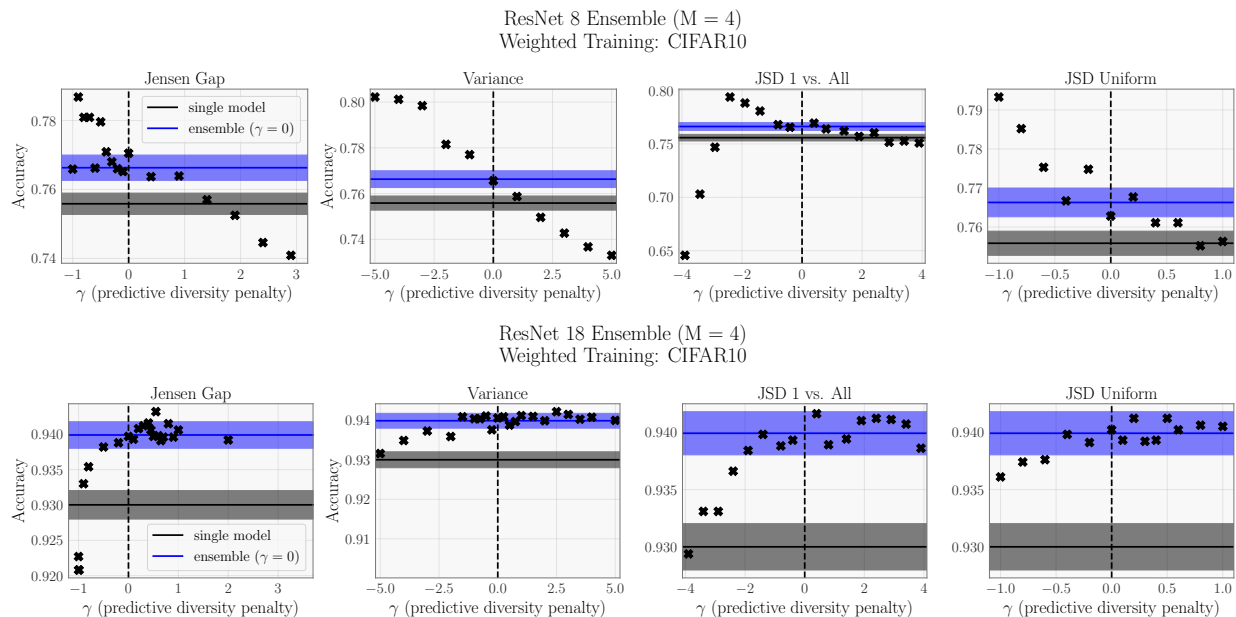 ResNet 8 Ensemble (M = 4)
Weighted Training: CIFAR10
Jensen Gap
Variance
JSD 1 vs. All
JSD Uniform
single model
ensemble (γ = 0)
Accuracy
0.78
0.76
0.74
−1
0
1
2
3
γ (predictive diversity penalty)
0.80
0.78
0.76
0.74
−5.0
−2.5
0.0
2.5
5.0
γ (predictive diversity penalty)
0.80
0.75
0.70
0.65
−4
−2
0
2
4
γ (predictive diversity penalty)
0.79
0.78
0.77
0.76
−1.0
−0.5
0.0
0.5
1.0
γ (predictive diversity penalty)
ResNet 18 Ensemble (M = 4)
Weighted Training: CIFAR10
Jensen Gap
Variance
JSD 1 vs. All
JSD Uniform
Accuracy
0.940
0.935
0.930
0.925
0.920
single model
ensemble (γ = 0)
−1
0
1
2
3
γ (predictive diversity penalty)
Accuracy
0.94
0.93
0.92
0.91
−5.0
−2.5
0.0
2.5
5.0
γ (predictive diversity penalty)
0.940
0.935
0.930
−4
−2
0
2
4
γ (predictive diversity penalty)
0.940
0.935
0.930
−1.0
−0.5
0.0
0.5
1.0
γ (predictive diversity penalty)